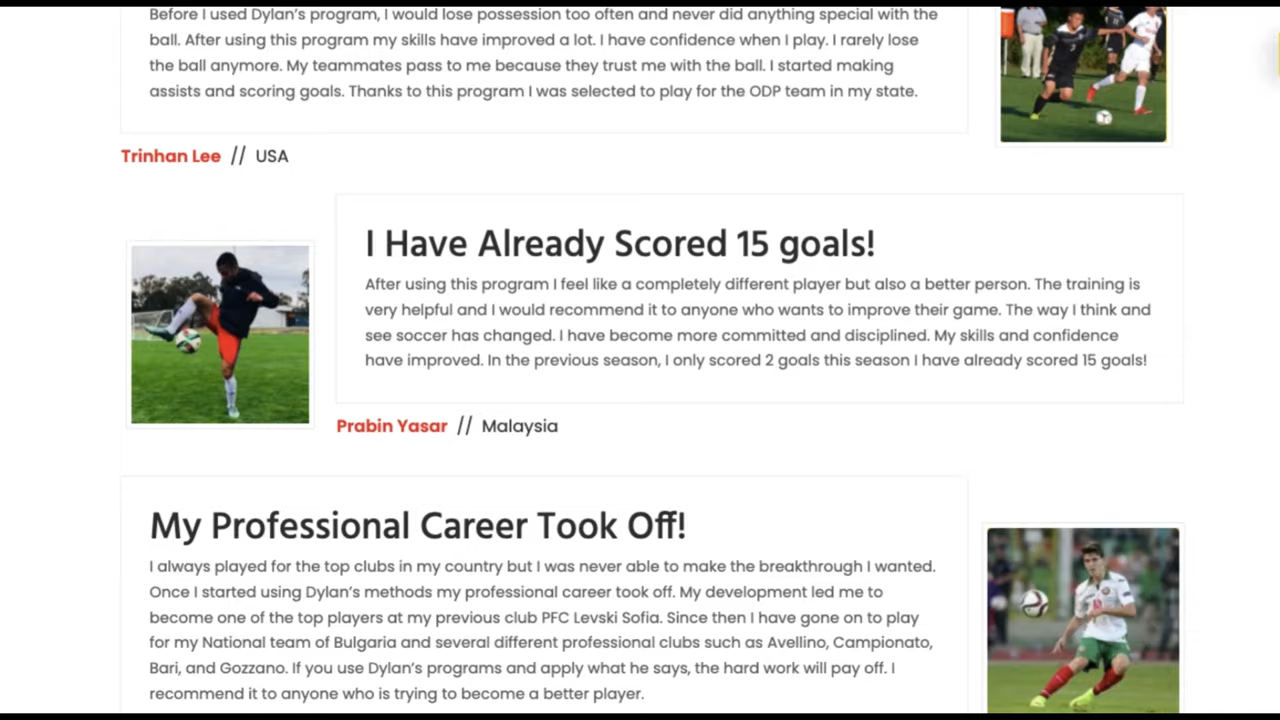 Before I used Dylan's program, I would lose possession too often and never did anything special with the
ball. After using this program my skills have improved a lot. I have confidence when I play. I rarely lose
the ball anymore. My teammates pass to me because they trust me with the ball. I started making
assists and scoring goals. Thanks to this program I was selected to play for the ODP team in my state.
Trinhan Lee // USA
I Have Already Scored 15 goals!
After using this program I feel like a completely different player but also a better person. The training is
very helpful and I would recommend it to anyone who wants to improve their game. The way I think and
see soccer has changed. I have become more committed and disciplined. My skills and confidence
have improved. In the previous season, I only scored 2 goals this season I have already scored 15 goals!
Prabin Yasar // Malaysia
My Professional Career Took Off!
I always played for the top clubs in my country but I was never able to make the breakthrough I wanted.
Once I started using Dylan's methods my professional career took off. My development led me to
become one of the top players at my previous club PFC Levski Sofia. Since then I have gone on to play
for my National team of Bulgaria and several different professional clubs such as Avellino, Campionato,
Bari, and Gozzano. If you use Dylan's programs and apply what he says, the hard work will pay off. I
recommend it to anyone who is trying to become a better player.